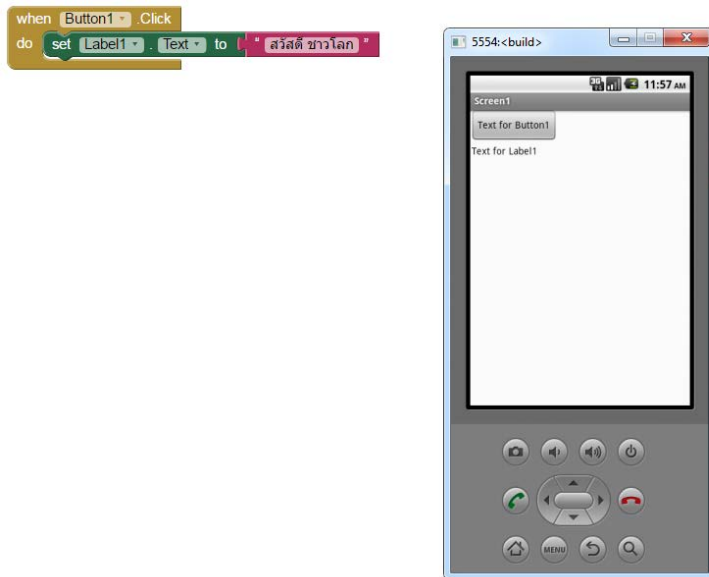 when Button1 .Click
do set Label1 . Text to " สวัสดี ชาวโลก "
5554:<build>
3G 11:57 AM
Screen1
Text for Button1
Text for Label1
MENU